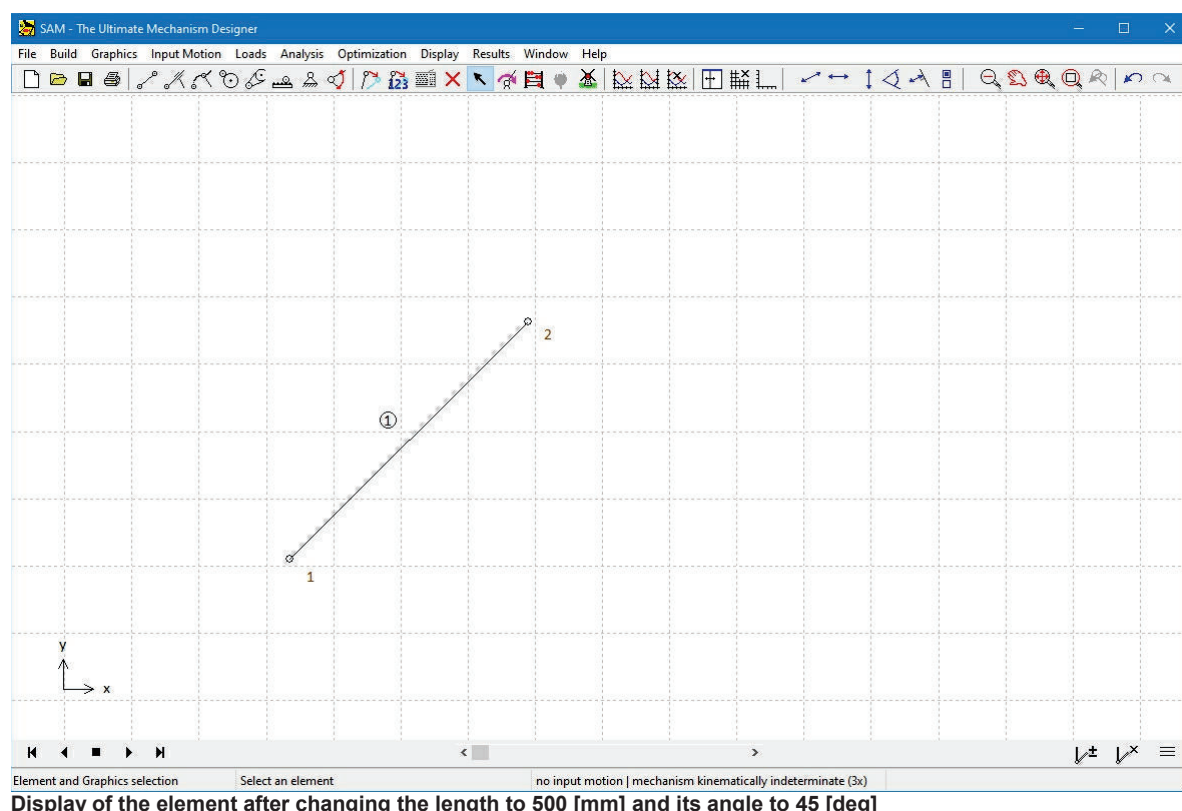 SAM - The Ultimate Mechanism Designer
File Build Graphics Input Motion Loads Analysis Optimization Display Results Window Help
123
2
1
1
y
x
Element and Graphics selection Select an element no input motion | mechanism kinematically indeterminate (3x)
Display of the element after changing the length to 500 [mm] and its angle to 45 [deg]